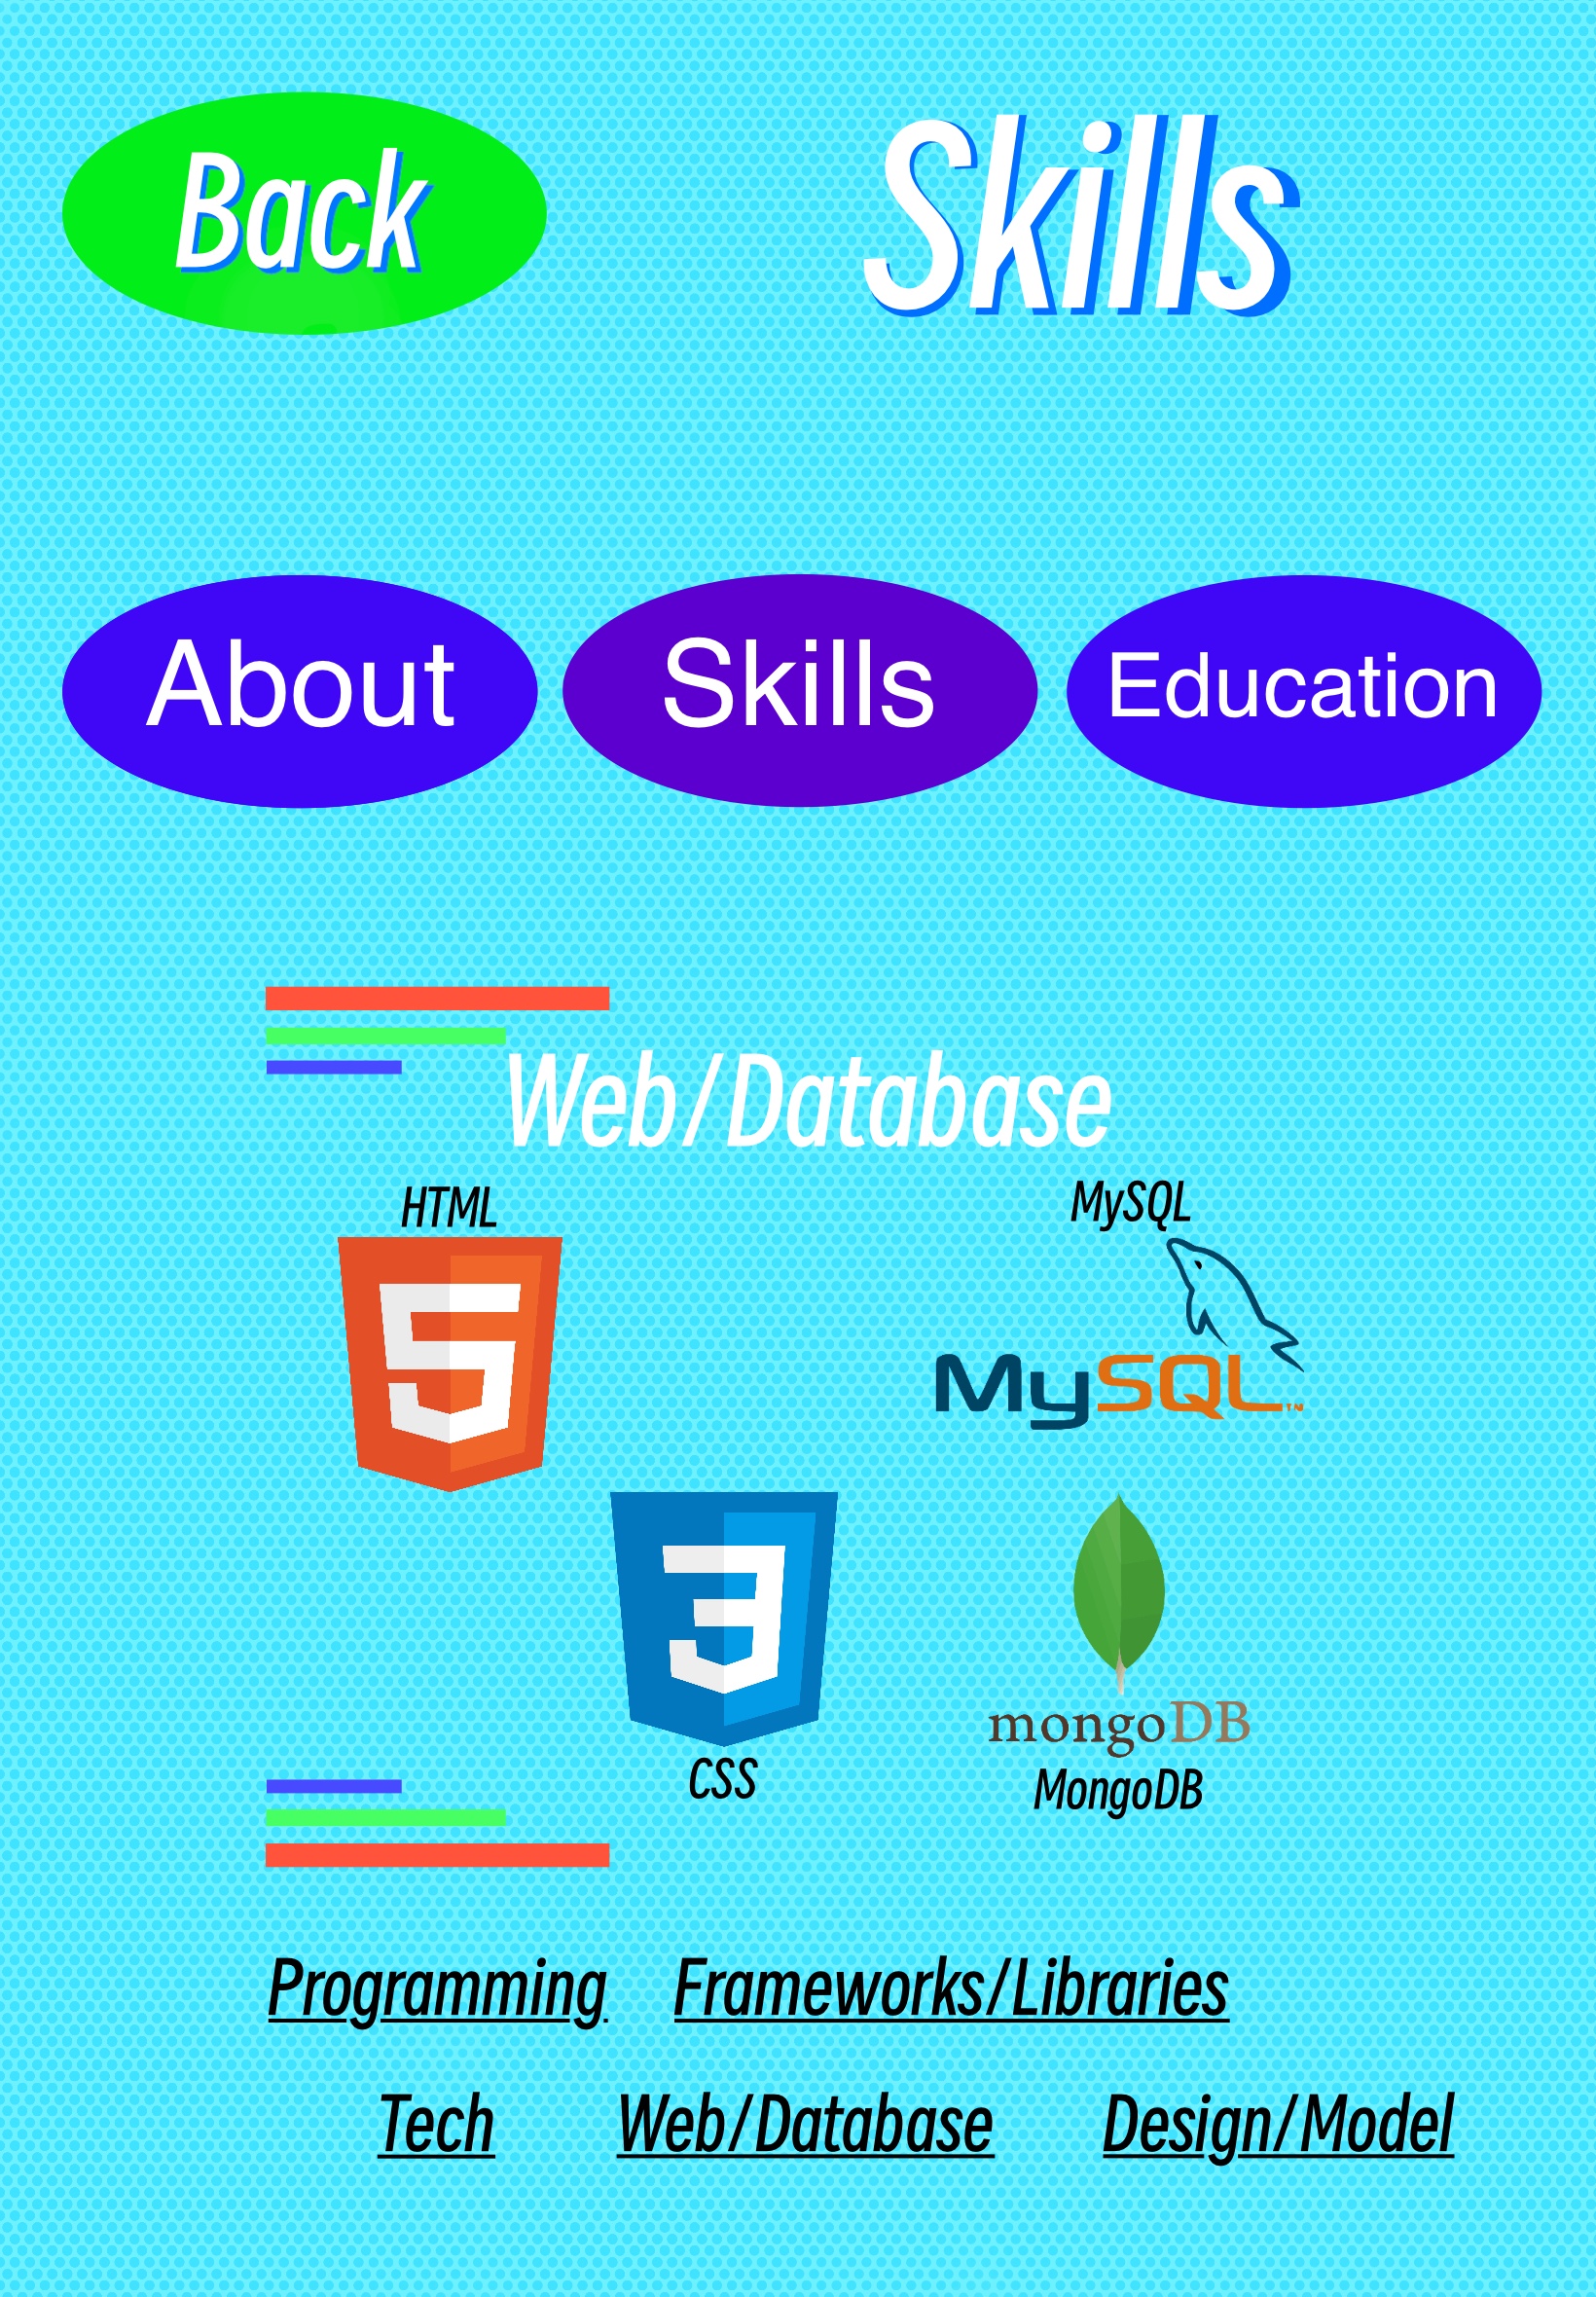 Back
Skills
About
Skills
Education
Web/Database
HTML
MySQL
MySQL™
CSS
mongoDB
MongoDB
Programming
Frameworks/Libraries
Tech
Web/Database
Design/Model